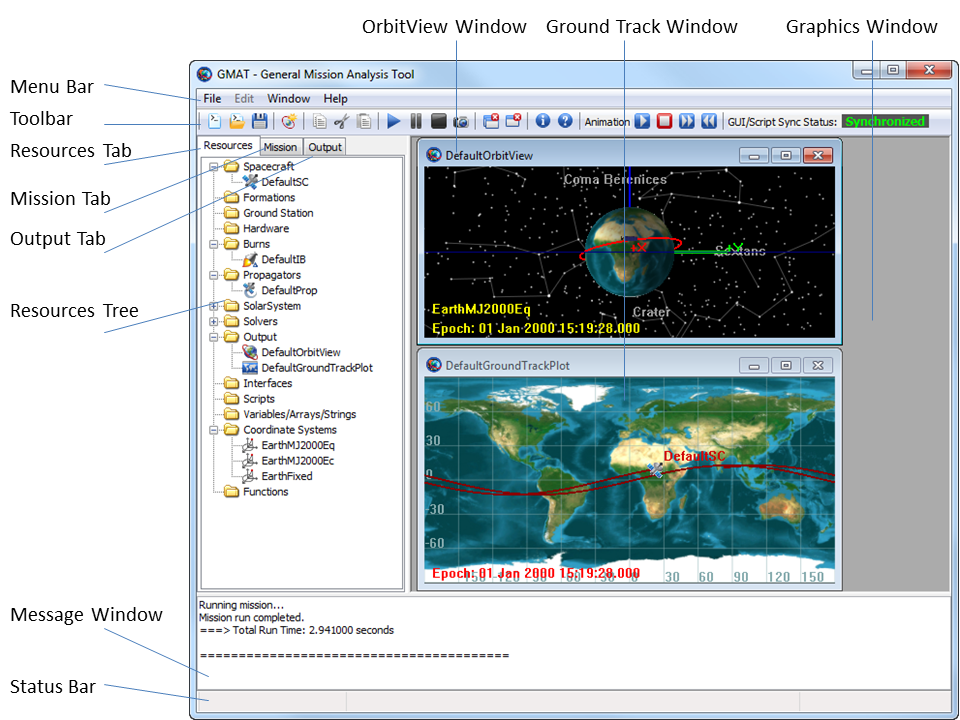 OrbitView Window
Ground Track Window
Graphics Window
Menu Bar
Toolbar
Resources Tab
Mission Tab
Output Tab
Resources Tree
Message Window
Status Bar
GMAT - General Mission Analysis Tool
File Edit Window Help
Animation
GUI/Script Sync Status: Synchronized
Resources Mission Output
Spacecraft
DefaultSC
Formations
Ground Station
Hardware
Burns
DefaultIB
Propagators
DefaultProp
SolarSystem
Solvers
Output
DefaultOrbitView
DefaultGroundTrackPlot
Interfaces
Scripts
Variables/Arrays/Strings
Coordinate Systems
EarthMJ2000Eq
EarthMJ2000Ec
EarthFixed
Functions
DefaultOrbitView
Coma Berenices
+Y
Sextans
Crater
EarthMJ2000Eq
Epoch: 01 Jan 2000 15:19:28.000
DefaultGroundTrackPlot
60
30
DefaultSC
0
-30
-60
Epoch: 01 Jan 2000 15:19:28.000
30 60 90 120 150
Running mission...
Mission run completed.
===> Total Run Time: 2.941000 seconds
========================================